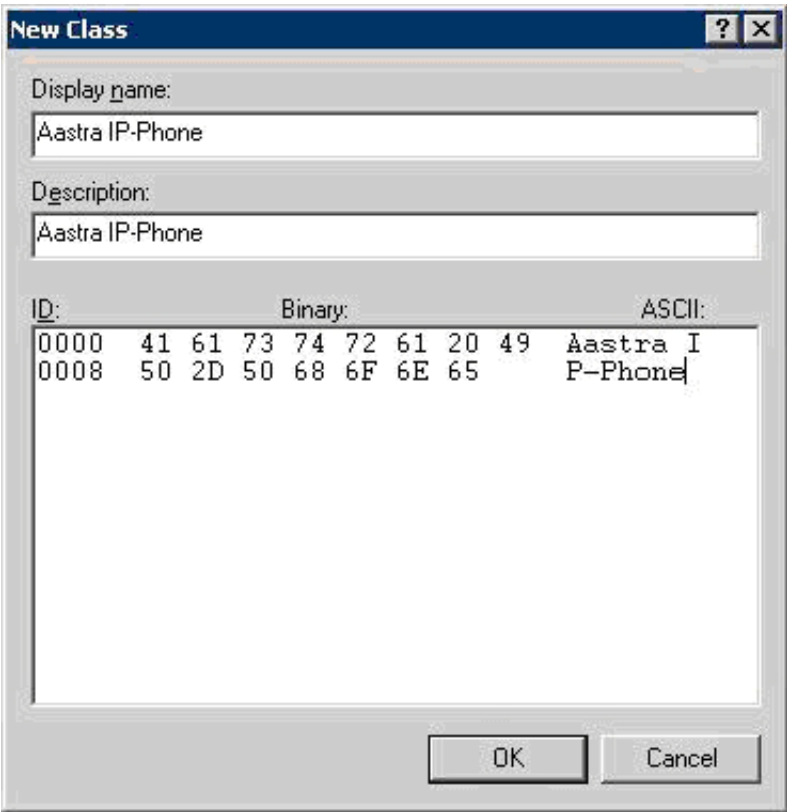 New Class
Display name:
Aastra IP-Phone
Description:
Aastra IP-Phone
ID: Binary: ASCII:
0000 41 61 73 74 72 61 20 49 Aastra I
0008 50 2D 50 68 6F 6E 65 P-Phone
OK Cancel